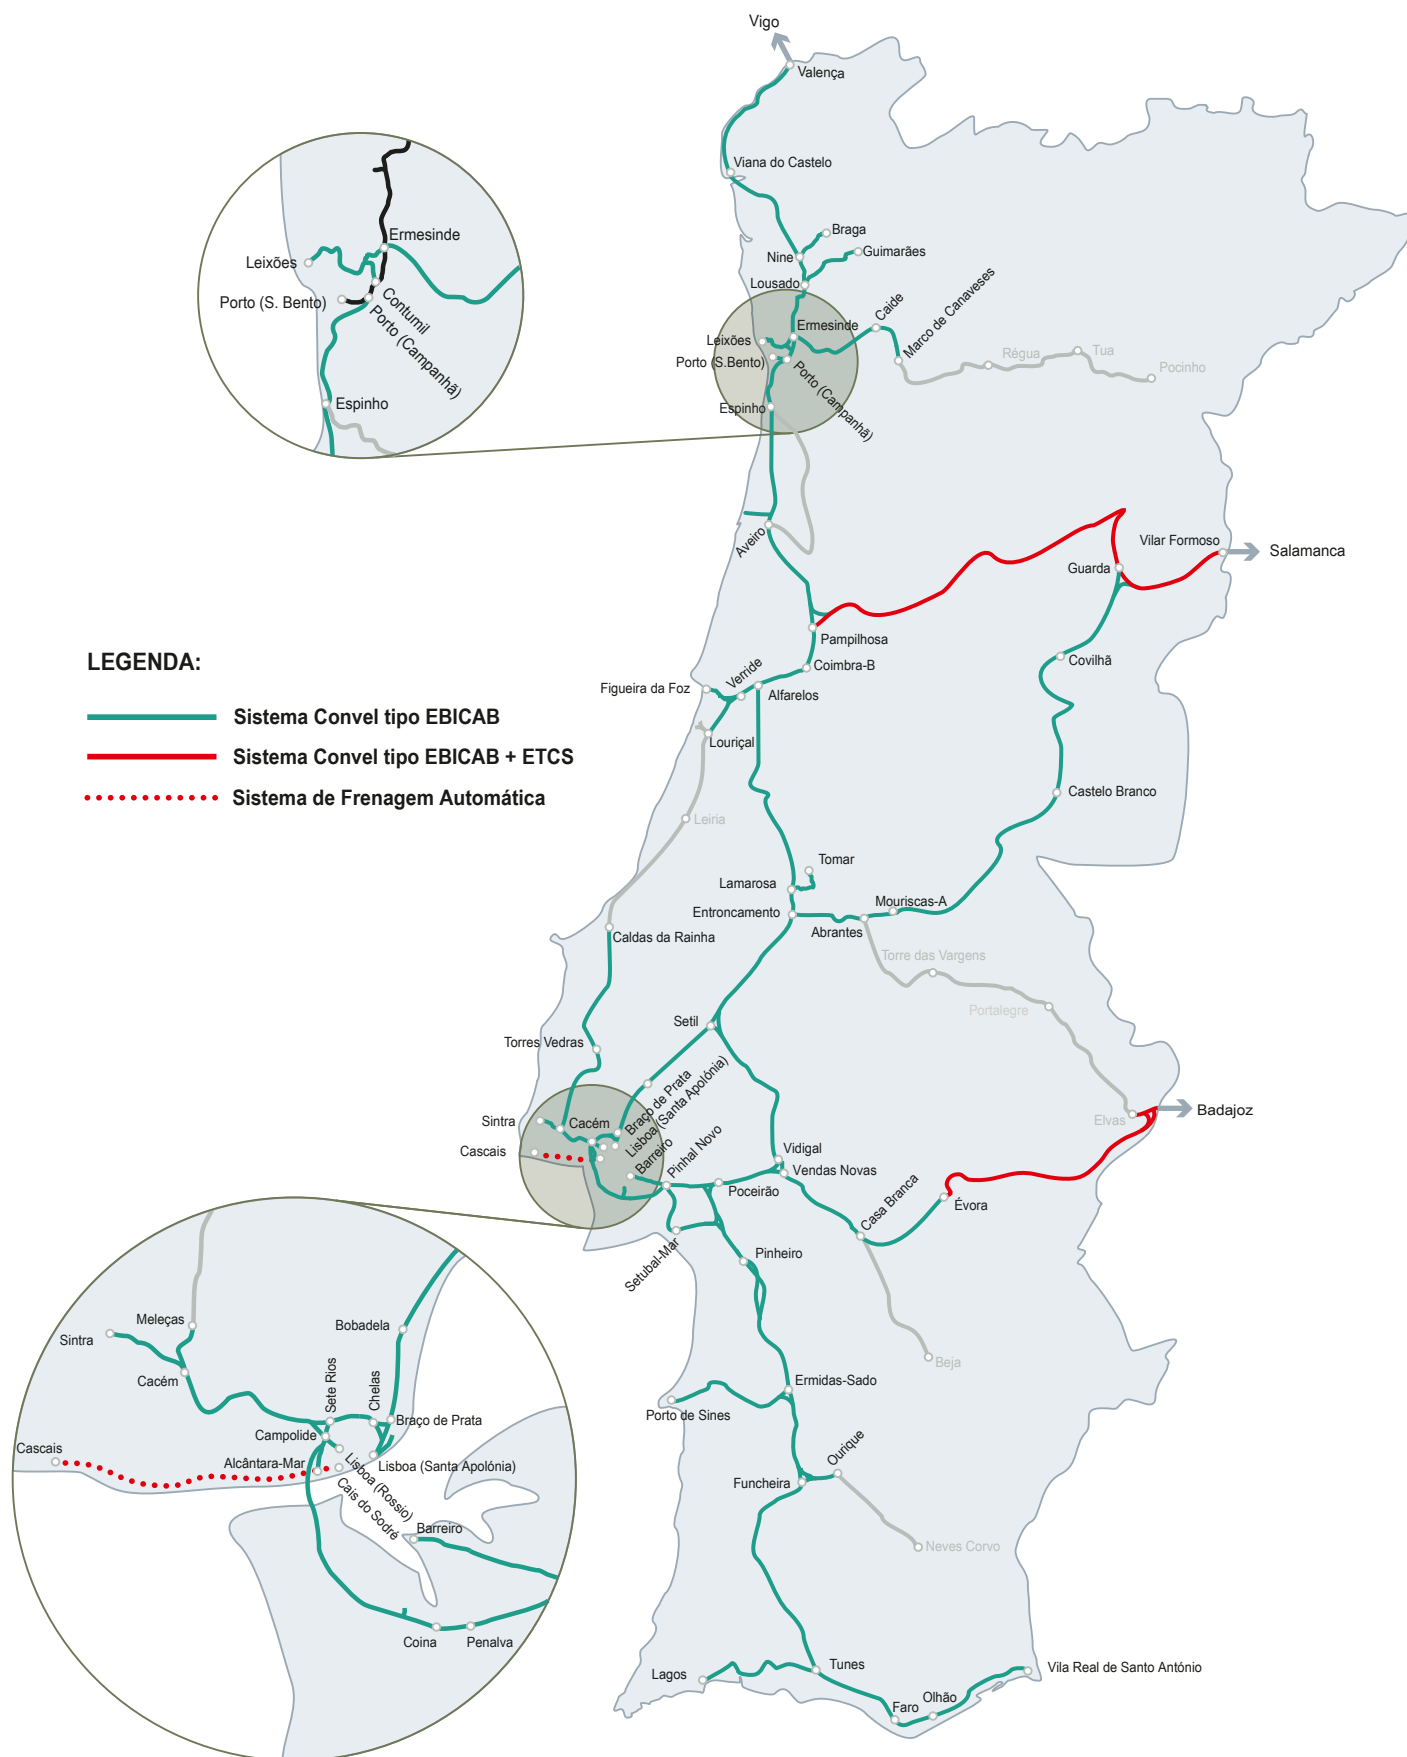 Vigo
Valença
Viana do Castelo
Braga
Nine
Guimarães
Lousado
Ermesinde
Caide
Marco de Canaveses
Leixões
Porto (S.Bento)
Porto (Campanhã)
Régua
Tua
Pocinho
Espinho
Ermesinde
Leixões
Contumil
Porto (S. Bento)
Porto (Campanhã)
Espinho
Aveiro
Vilar Formoso
Salamanca
Guarda
Pampilhosa
Covilhã
Coimbra-B
Verride
Figueira da Foz
Alfarelos
Louriçal
LEGENDA:
Sistema Convel tipo EBICAB
Sistema Convel tipo EBICAB + ETCS
Sistema de Frenagem Automática
Castelo Branco
Leiria
Tomar
Lamarosa
Mouriscas-A
Entroncamento
Abrantes
Caldas da Rainha
Torre das Vargens
Portalegre
Setil
Torres Vedras
Elvas
Badajoz
Sintra
Cacém
Braço de Prata
Lisboa (Santa Apolónia)
Cascais
Barreiro
Pinhal Novo
Vidigal
Vendas Novas
Poceirão
Casa Branca
Évora
Setubal-Mar
Pinheiro
Beja
Ermidas-Sado
Porto de Sines
Ourique
Funcheira
Neves Corvo
Tunes
Lagos
Faro
Olhão
Vila Real de Santo António
Meleças
Sintra
Bobadela
Cacém
Sete Rios
Chelas
Braço de Prata
Campolide
Cascais
Alcântara-Mar
Lisboa (Santa Apolónia)
Lisboa (Rossio)
Cais do Sodré
Barreiro
Coina
Penalva